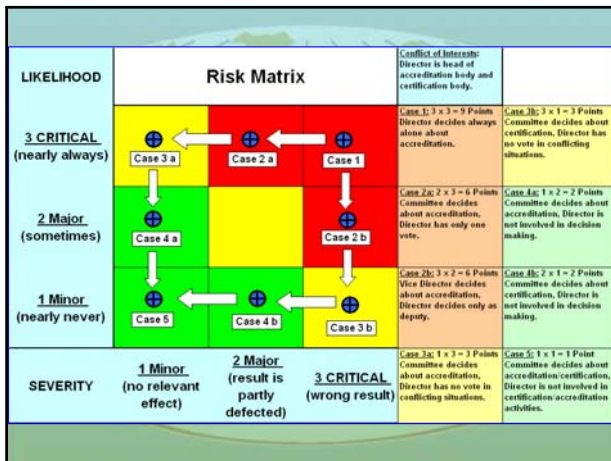 LIKELIHOOD
Risk Matrix
Conflict of Interests:
Director is head of
accreditation body and
certification body.
3 CRITICAL
(nearly always)
Case 3 a
Case 2 a
Case 1
Case 1: 3 x 3 = 9 Points
Director decides always
alone about
accreditation.
Case 3b: 3 x 1 = 3 Points
Committee decides about
certification, Director has
no vote in conflicting
situations.
2 Major
(sometimes)
Case 4 a
Case 2 b
Case 2a: 2 x 3 = 6 Points
Committee decides
about accreditation,
Director has only one
vote.
Case 4a: 1 x 2 = 2 Points
Committee decides about
accreditation, Director is
not involved in decision
making.
1 Minor
(nearly never)
Case 5
Case 4 b
Case 3 b
Case 2b: 3 x 2 = 6 Points
Vice Director decides
about accreditation,
Director decides only as
deputy.
Case 4b: 2 x 1 = 2 Points
Committee decides about
certification, Director is
not involved in decision
making.
SEVERITY
1 Minor
(no relevant
effect)
2 Major
(result is
partly
defected)
3 CRITICAL
(wrong result)
Case 3a: 1 x 3 = 3 Points
Committee decides
about accreditation,
Director has no vote in
conflicting situations.
Case 5: 1 x 1 = 1 Point
Committee decides about
accreditation/certification,
Director is not involved in
certification/accreditation
activities.